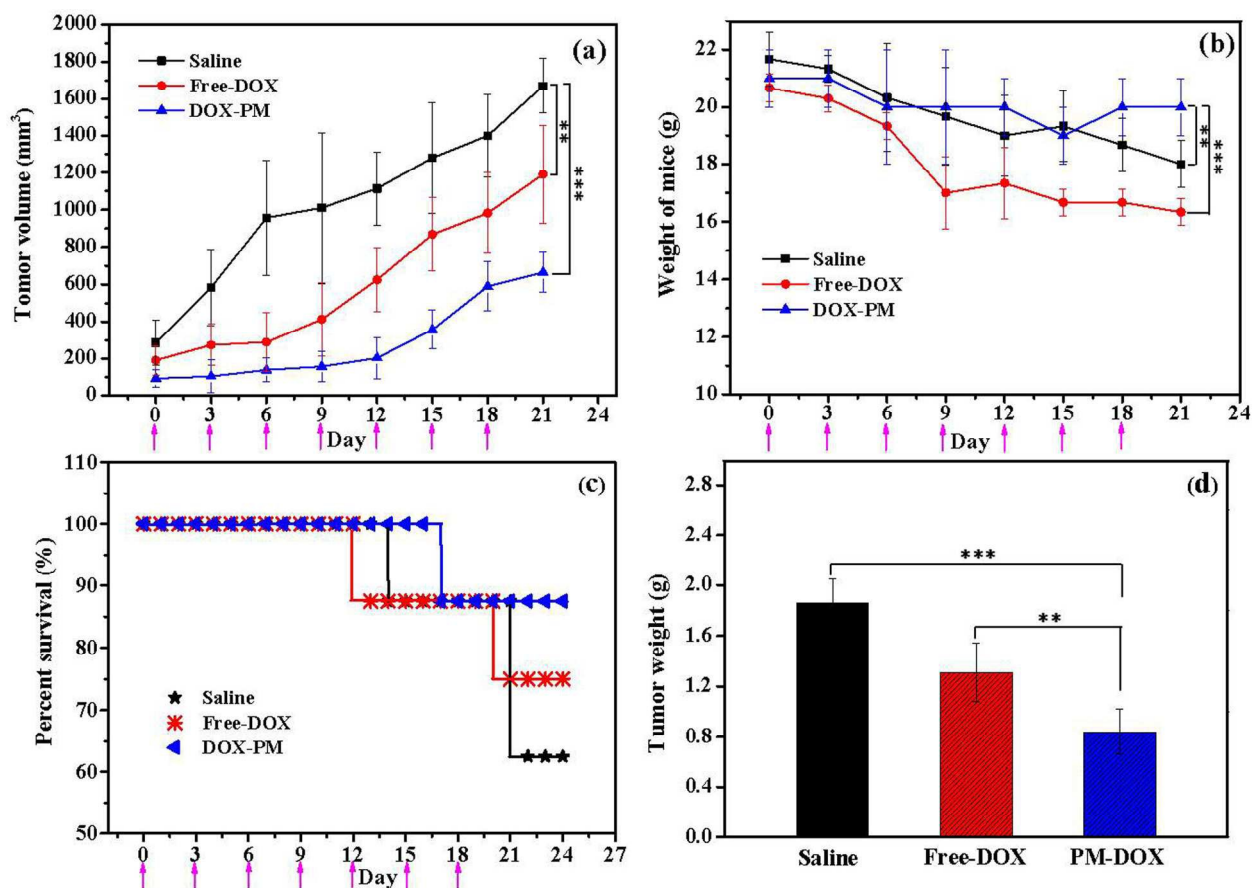 (a)
Tomor volume (mm³)
2000
1800
1600
1400
1200
1000
800
600
400
200
0
Saline
Free-DOX
DOX-PM
**
***
0 3 6 9 12 15 18 21 24
Day
(b)
Weight of mice (g)
22
20
18
16
14
12
10
Saline
Free-DOX
DOX-PM
**
***
0 3 6 9 12 15 18 21 24
Day
(c)
Percent survival (%)
110
100
90
80
70
60
50
Saline
Free-DOX
DOX-PM
0 3 6 9 12 15 18 21 24 27
Day
(d)
Tumor weight (g)
2.8
2.4
2.0
1.6
1.2
0.8
0.4
0.0
***
**
Saline Free-DOX PM-DOX